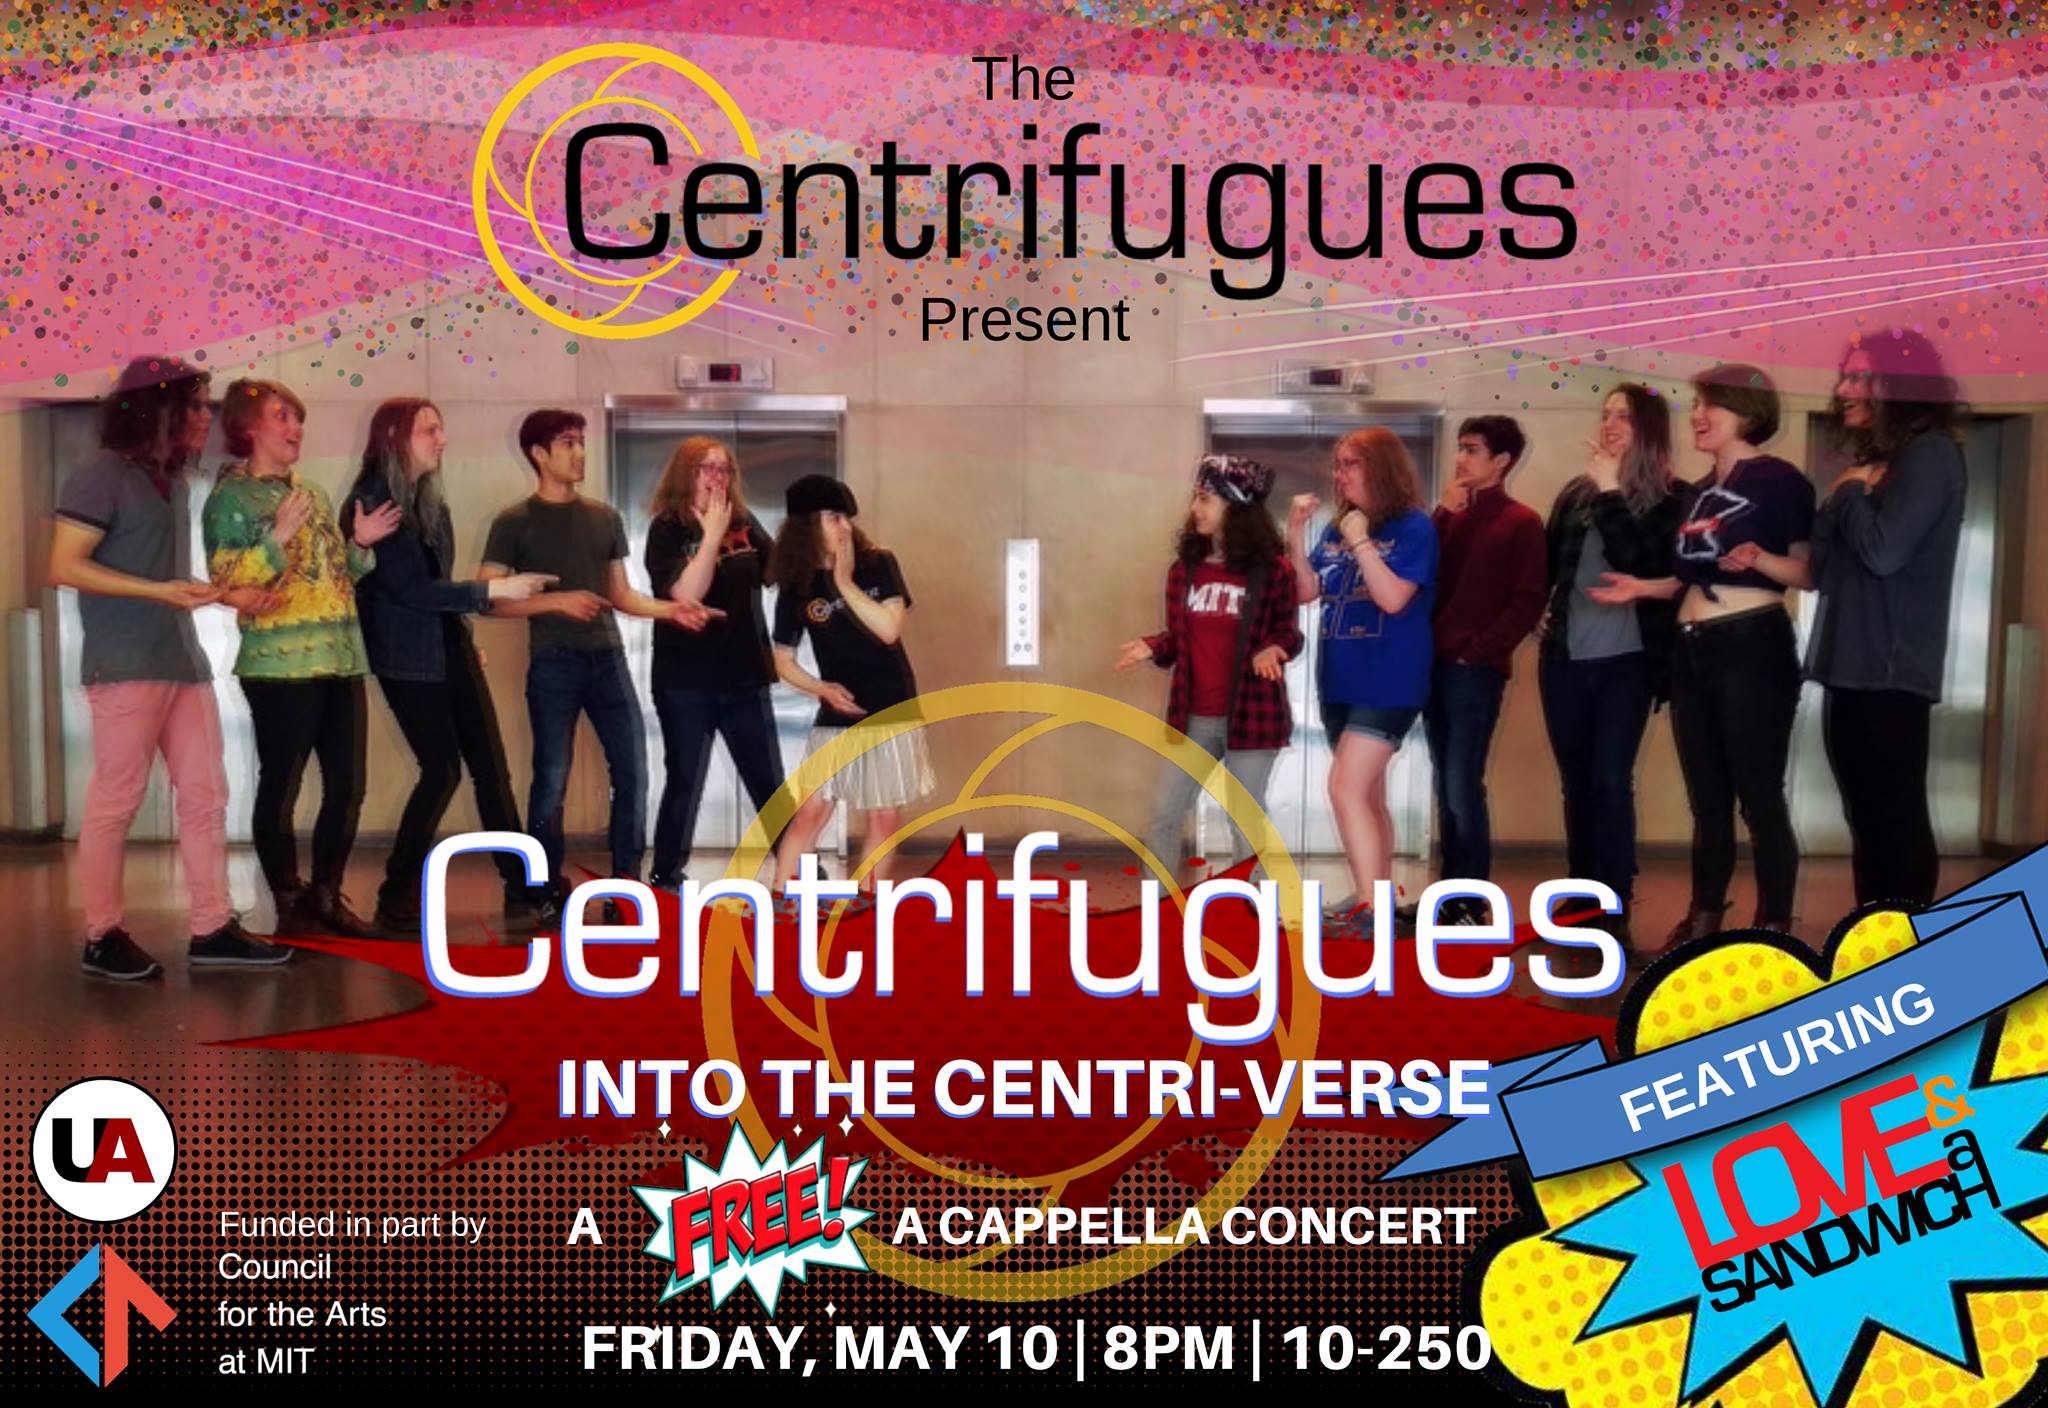 The
Centrifugues
Present
MIT
Centrifugues
INTO THE CENTRI-VERSE
A FREE! A CAPPELLA CONCERT
FRIDAY, MAY 10 | 8PM | 10-250
FEATURING
LOVE &
a
SANDWICH
UA
Funded in part by
Council
for the Arts
at MIT